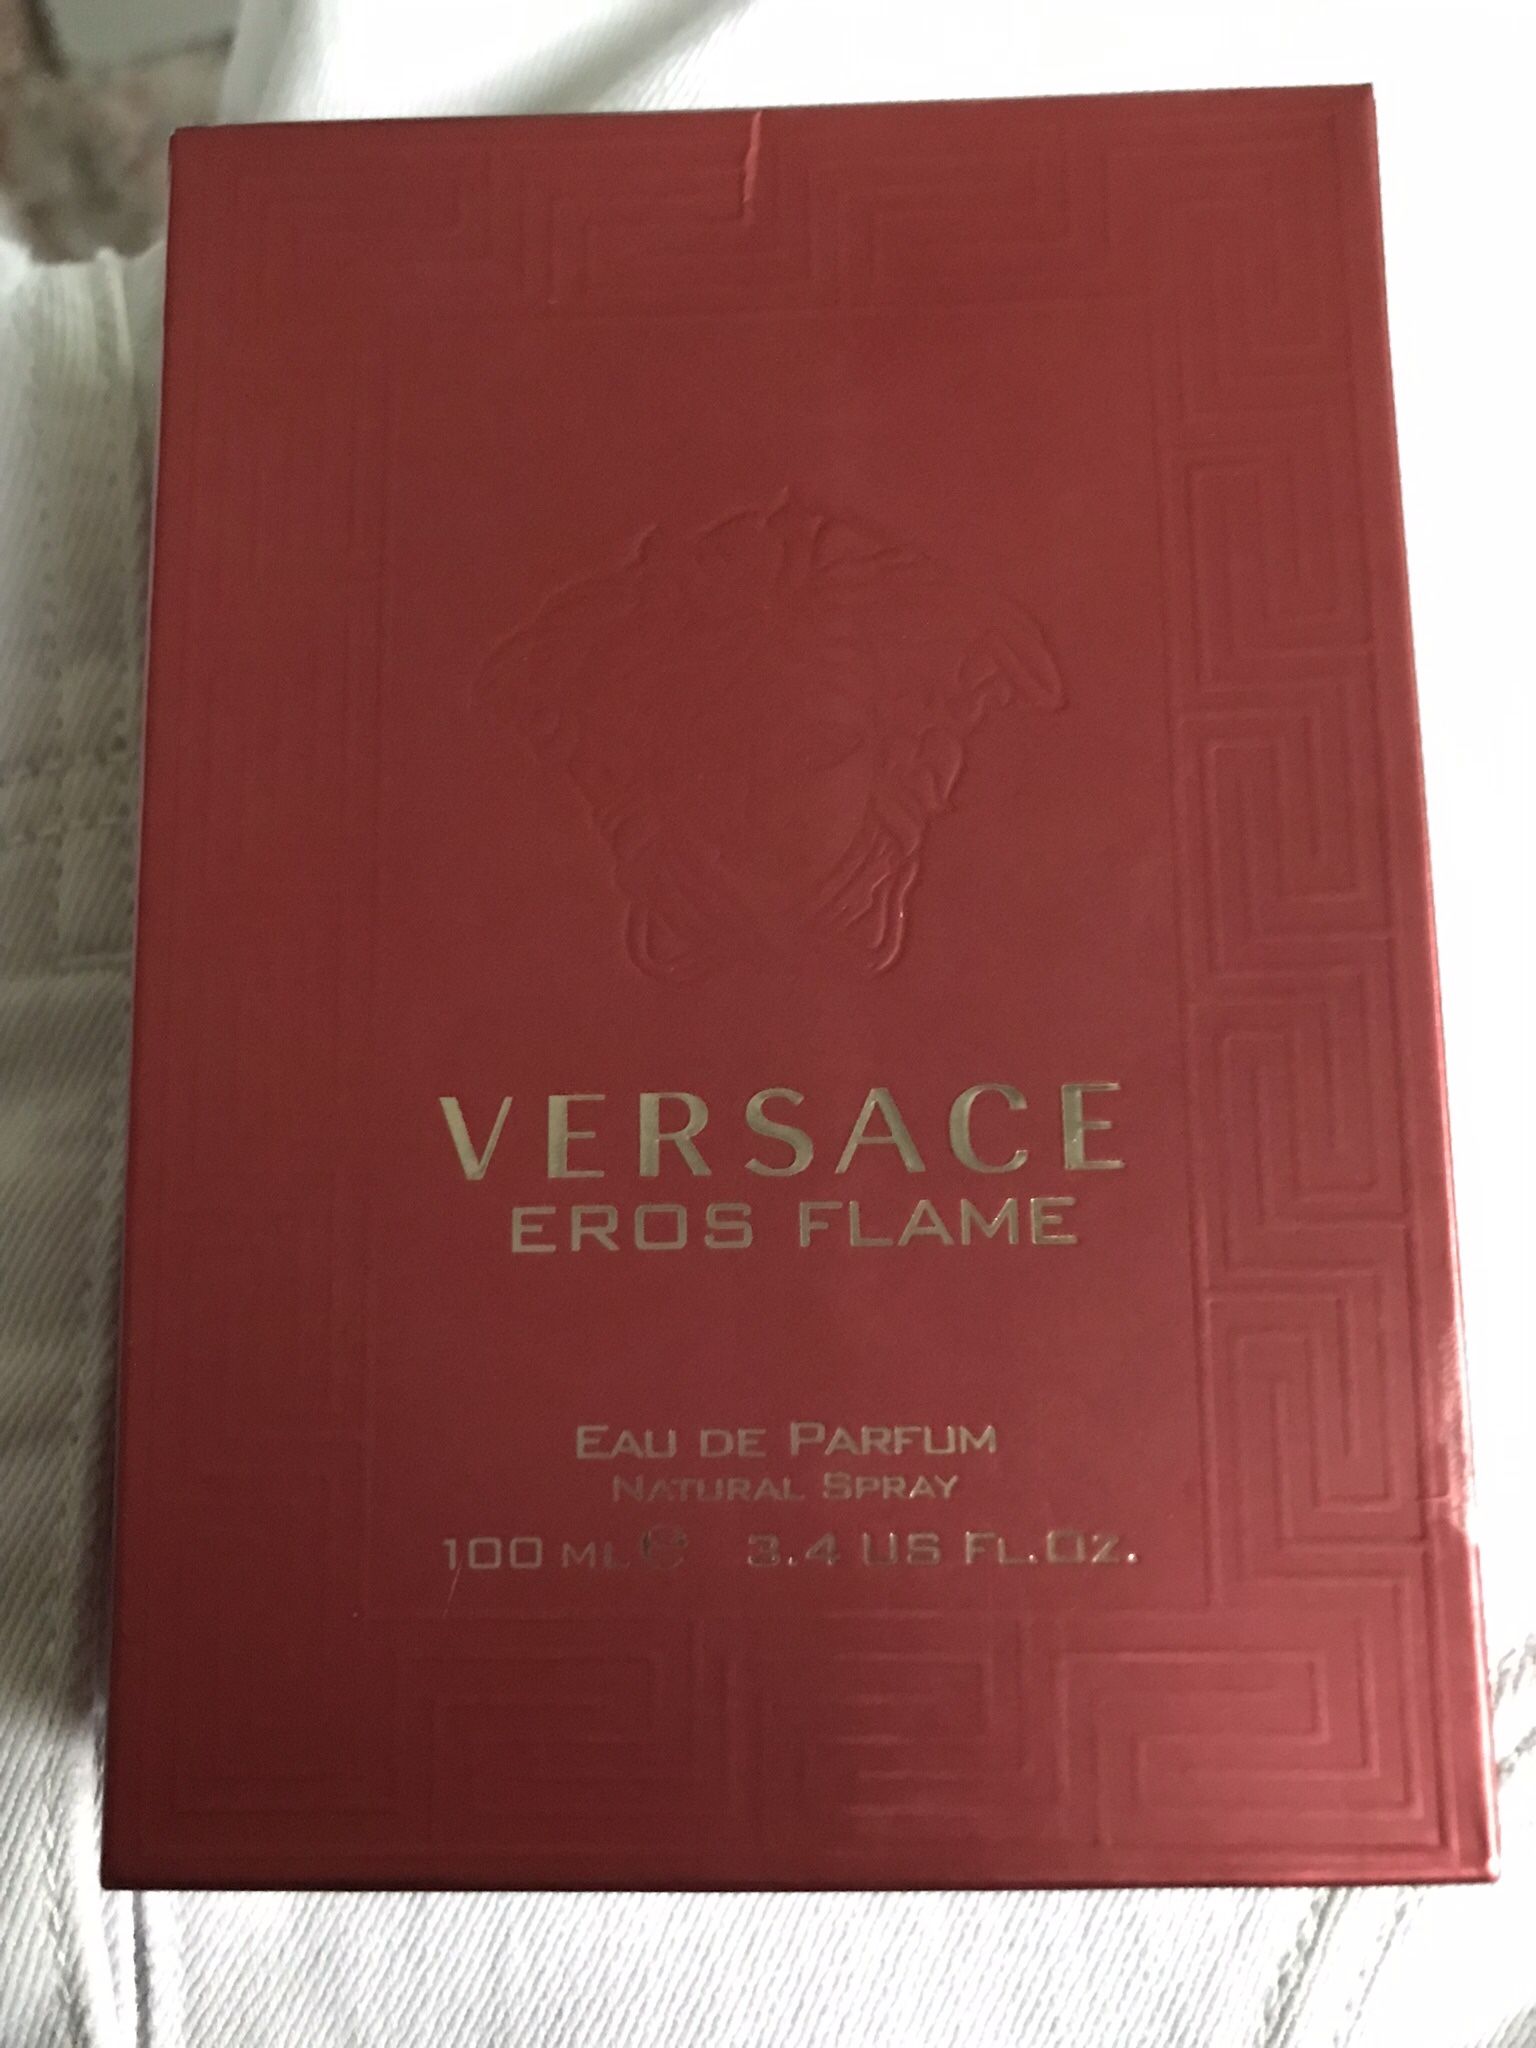 VERSACE
EROS FLAME
EAU DE PARFUM
NATURAL SPRAY
100 ML ℮ 3.4 US FL.OZ.